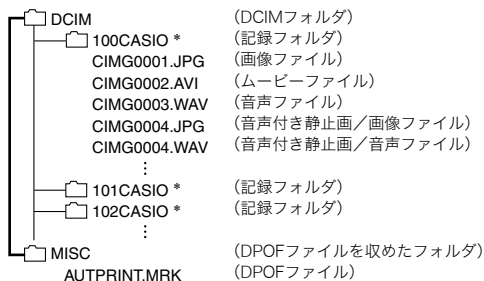 DCIM （DCIMフォルダ）
100CASIO * （記録フォルダ）
CIMG0001.JPG （画像ファイル）
CIMG0002.AVI （ムービーファイル）
CIMG0003.WAV （音声ファイル）
CIMG0004.JPG （音声付き静止画／画像ファイル）
CIMG0004.WAV （音声付き静止画／音声ファイル）
⋮
101CASIO * （記録フォルダ）
102CASIO * （記録フォルダ）
⋮
MISC （DPOFファイルを収めたフォルダ）
AUTPRINT.MRK （DPOFファイル）